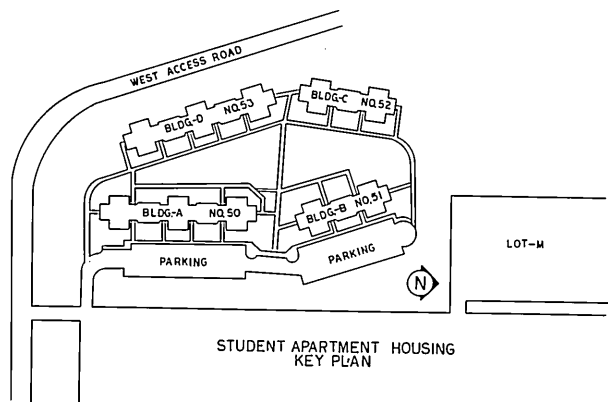 WEST ACCESS ROAD
BLDG.-C NO. 52
BLDG.-D NO. 53
BLDG.-A NO. 50
BLDG.-B NO. 51
LOT-M
PARKING
PARKING
N
STUDENT APARTMENT HOUSING
KEY PLAN